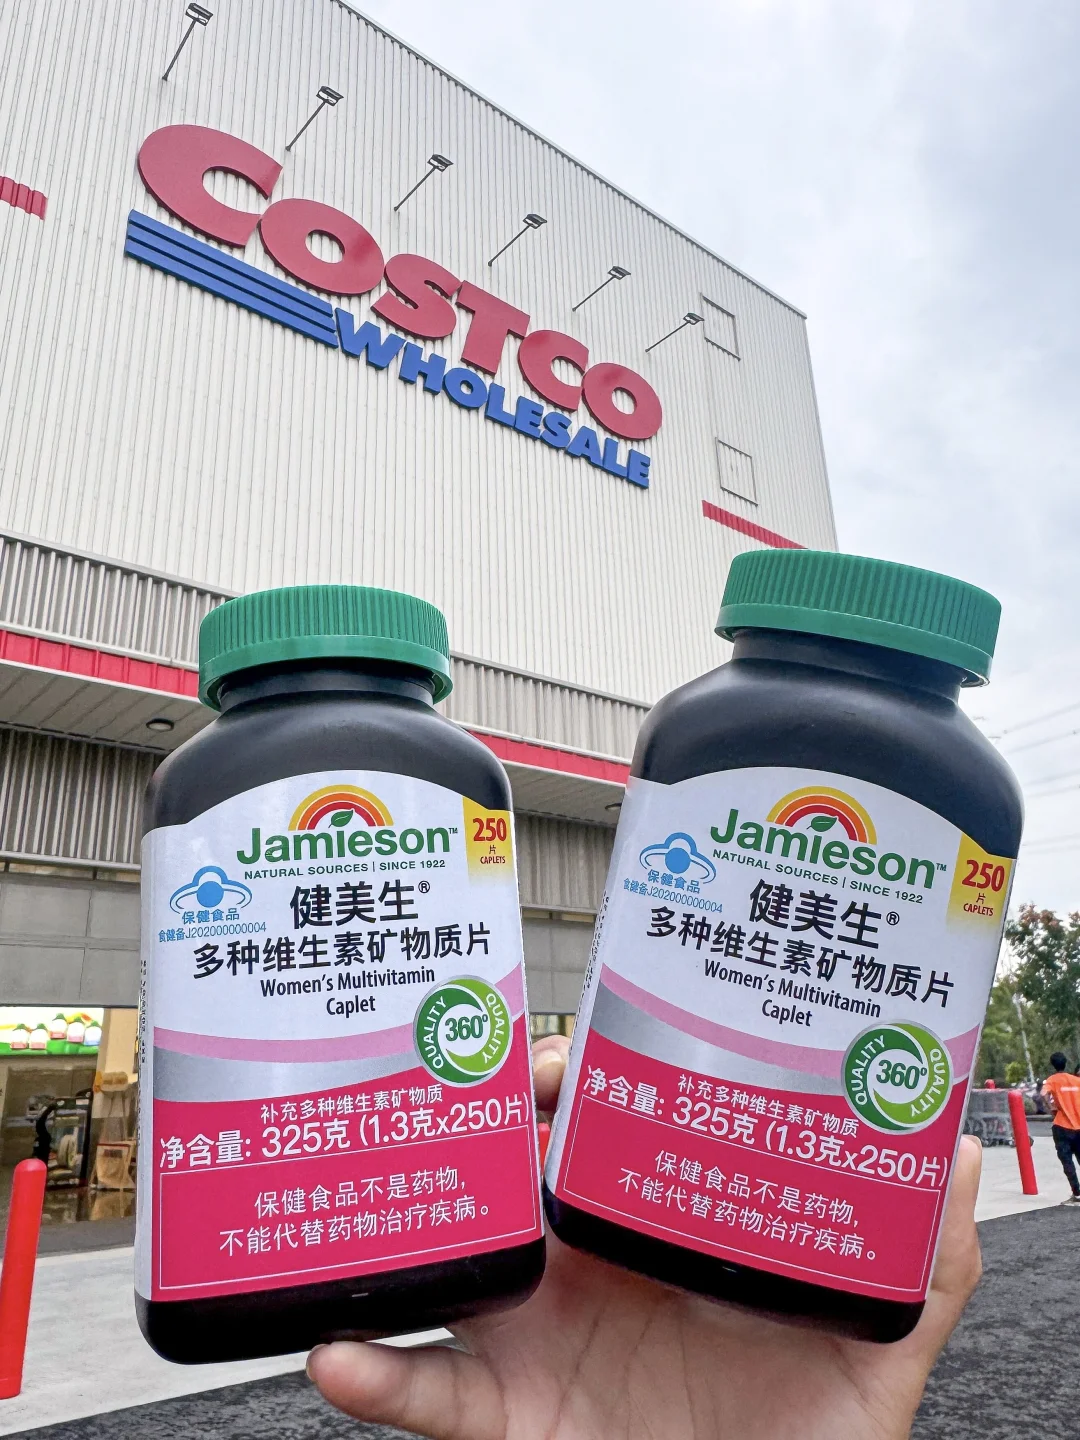 COSTCO
WHOLESALE
Jamieson™
NATURAL SOURCES | SINCE 1922
250
片
CAPLETS
保健食品
食健备J202000000004
健美生®
多种维生素矿物质片
Women's Multivitamin
Caplet
QUALITY 360° QUALITY
补充多种维生素矿物质
净含量: 325克 (1.3克x250片)
保健食品不是药物,
不能代替药物治疗疾病。
Jamieson™
NATURAL SOURCES | SINCE 1922
250
片
CAPLETS
保健食品
食健备J202000000004
健美生®
多种维生素矿物质片
Women's Multivitamin
Caplet
QUALITY 360° QUALITY
补充多种维生素矿物质
净含量: 325克 (1.3克x250片)
保健食品不是药物,
不能代替药物治疗疾病。